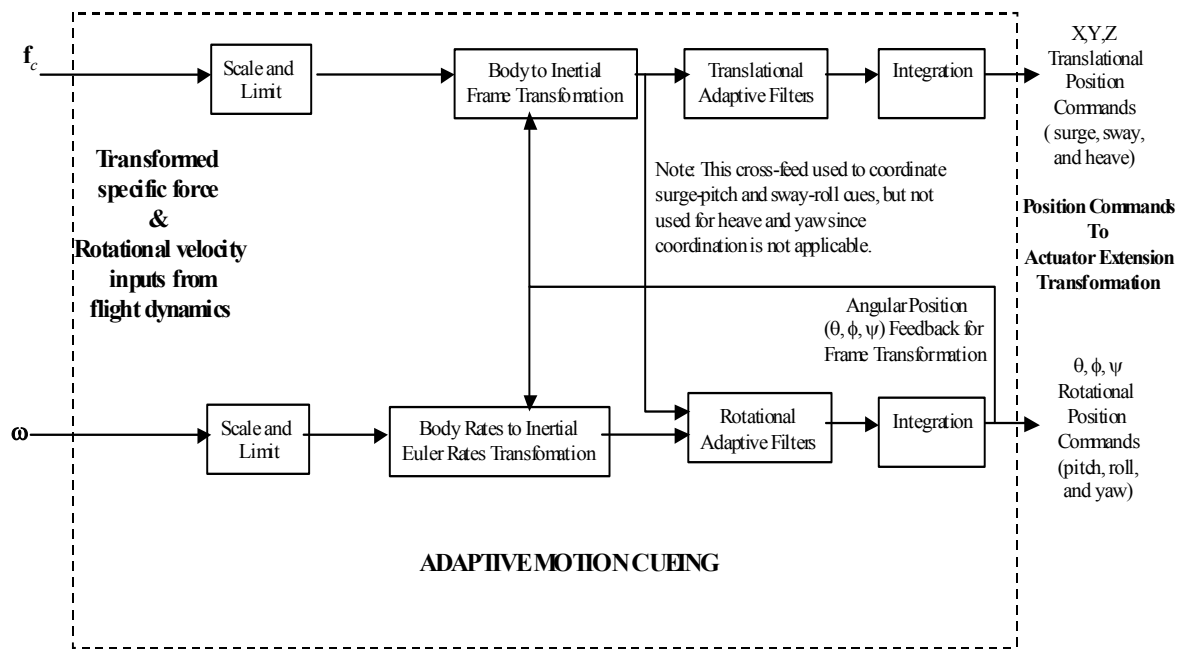 f_c
Scale and
Limit
Body to Inertial
Frame Transfomation
Translational
Adaptive Filters
Integration
X,Y,Z
Translational
Position
Commands
( surge, sway,
and heave)
Transformed
specific force
&
Rotational velocity
inputs from
flight dynamics
Note: This cross-feed used to coordinate
surge-pitch and sway-roll cues, but not
used for heave and yaw since
coordination is not applicable.
Position Commands
To
Actuator Extension
Transformation
Angular Position
(θ, ϕ, ψ) Feedback for
Frame Transformation
ω
Scale and
Limit
Body Rates to Inertial
Euler Rates Transfomation
Rotational
Adaptive Filters
Integration
θ, ϕ, ψ
Rotational
Position
Commands
(pitch, roll,
and yaw)
ADAPTIVE MOTION CUEING